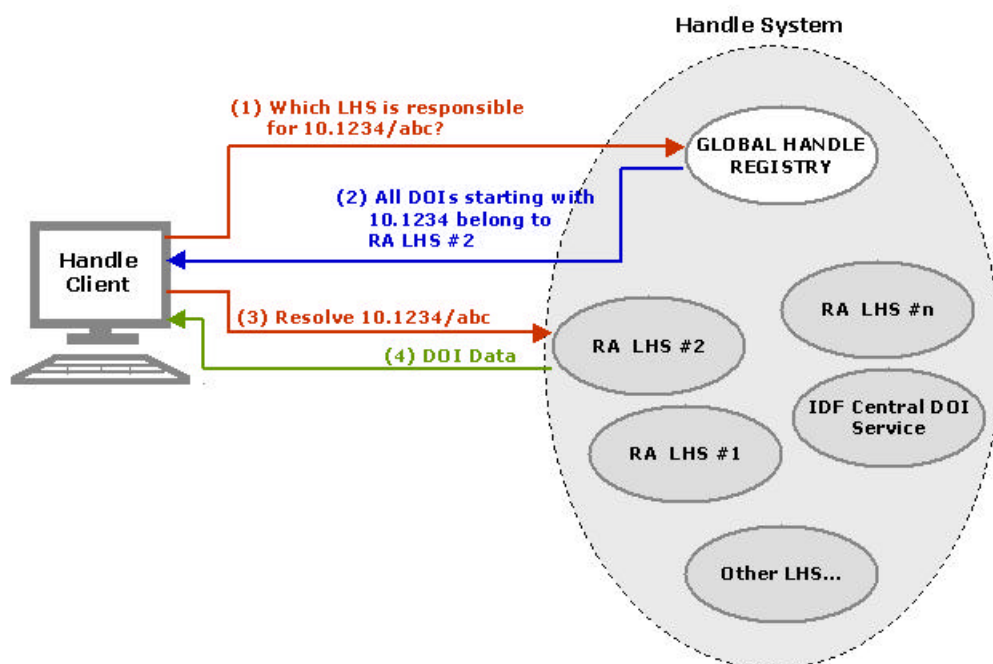 Handle System
(1) Which LHS is responsible
for 10.1234/abc?
GLOBAL HANDLE
REGISTRY
(2) All DOIs starting with
10.1234 belong to
RA LHS #2
Handle
Client
(3) Resolve 10.1234/abc
(4) DOI Data
RA LHS #n
RA LHS #2
IDF Central DOI
Service
RA LHS #1
Other LHS...